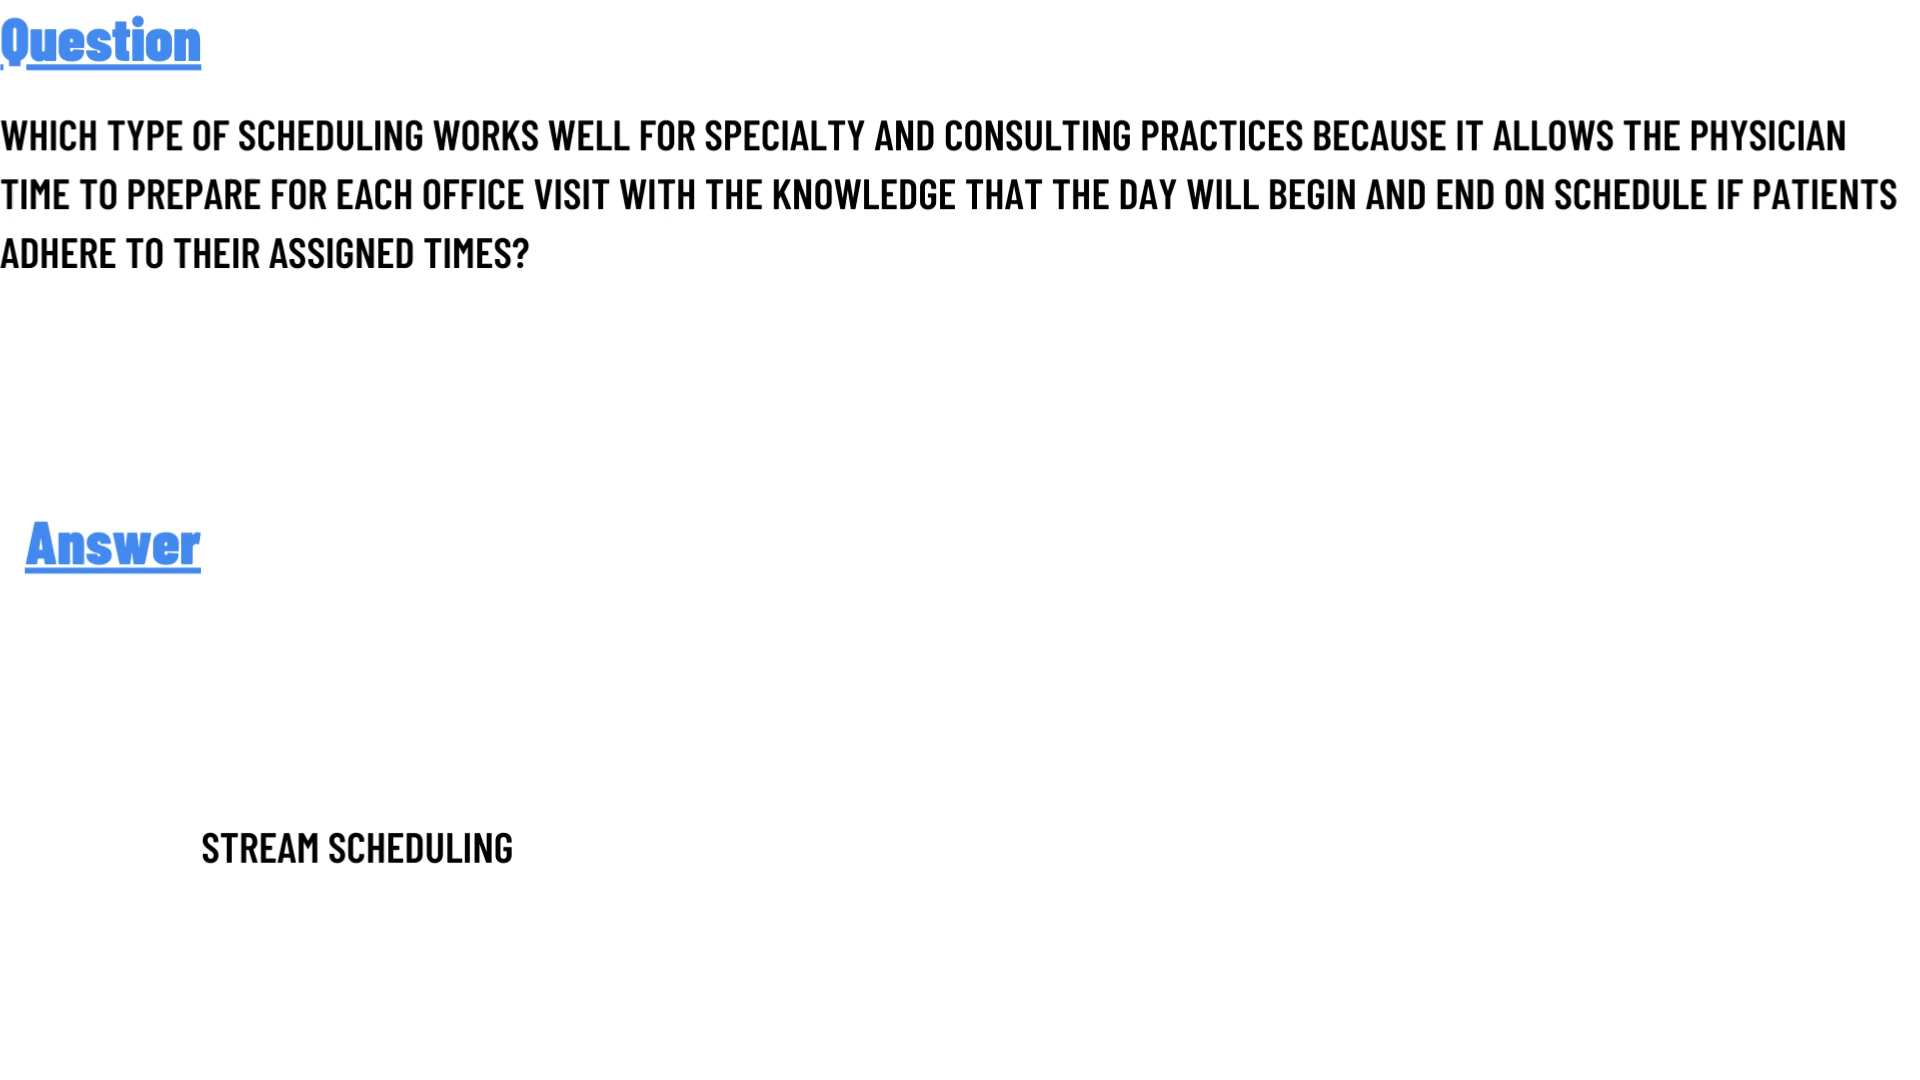 Question
WHICH TYPE OF SCHEDULING WORKS WELL FOR SPECIALTY AND CONSULTING PRACTICES BECAUSE IT ALLOWS THE PHYSICIAN
TIME TO PREPARE FOR EACH OFFICE VISIT WITH THE KNOWLEDGE THAT THE DAY WILL BEGIN AND END ON SCHEDULE IF PATIENTS
ADHERE TO THEIR ASSIGNED TIMES?
Answer
STREAM SCHEDULING